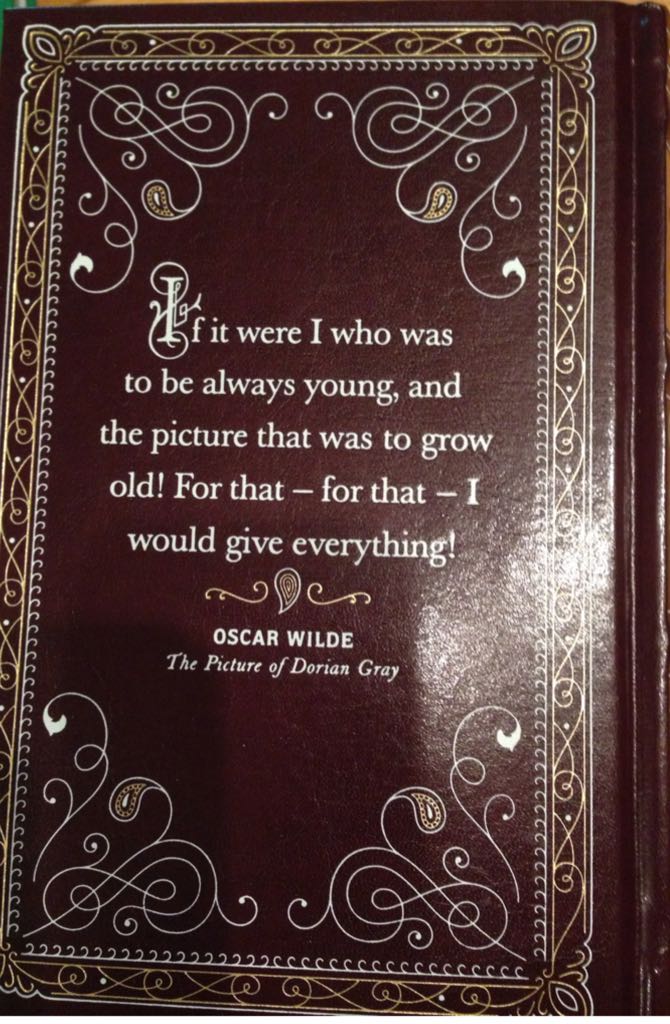 If it were I who was
to be always young, and
the picture that was to grow
old! For that – for that – I
would give everything!
OSCAR WILDE
The Picture of Dorian Gray